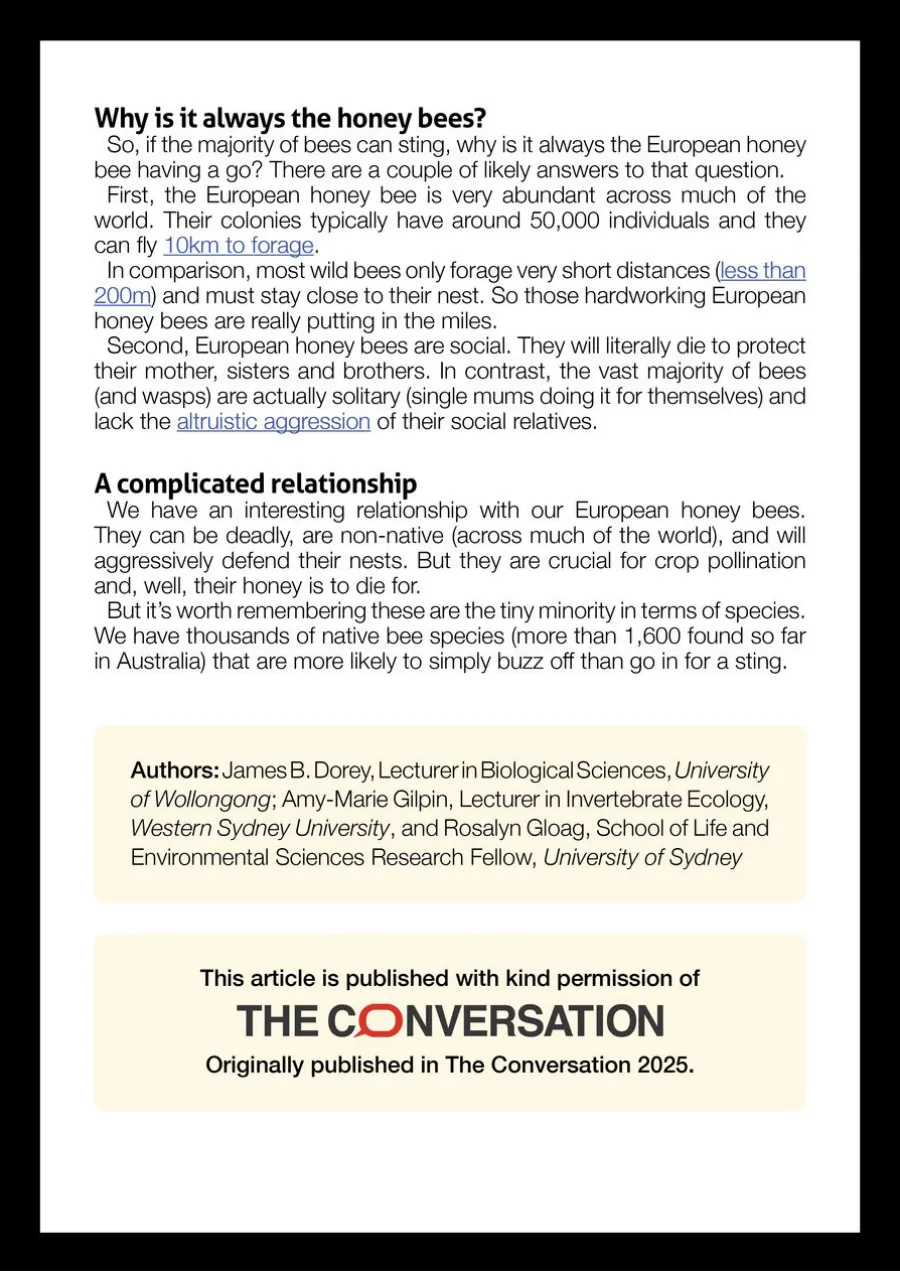 Why is it always the honey bees?
So, if the majority of bees can sting, why is it always the European honey
bee having a go? There are a couple of likely answers to that question.
First, the European honey bee is very abundant across much of the
world. Their colonies typically have around 50,000 individuals and they
can fly 10km to forage.
In comparison, most wild bees only forage very short distances (less than
200m) and must stay close to their nest. So those hardworking European
honey bees are really putting in the miles.
Second, European honey bees are social. They will literally die to protect
their mother, sisters and brothers. In contrast, the vast majority of bees
(and wasps) are actually solitary (single mums doing it for themselves) and
lack the altruistic aggression of their social relatives.
A complicated relationship
We have an interesting relationship with our European honey bees.
They can be deadly, are non-native (across much of the world), and will
aggressively defend their nests. But they are crucial for crop pollination
and, well, their honey is to die for.
But it’s worth remembering these are the tiny minority in terms of species.
We have thousands of native bee species (more than 1,600 found so far
in Australia) that are more likely to simply buzz off than go in for a sting.
Authors: James B. Dorey, Lecturer in Biological Sciences, University
of Wollongong; Amy-Marie Gilpin, Lecturer in Invertebrate Ecology,
Western Sydney University, and Rosalyn Gloag, School of Life and
Environmental Sciences Research Fellow, University of Sydney
This article is published with kind permission of
THE CONVERSATION
Originally published in The Conversation 2025.